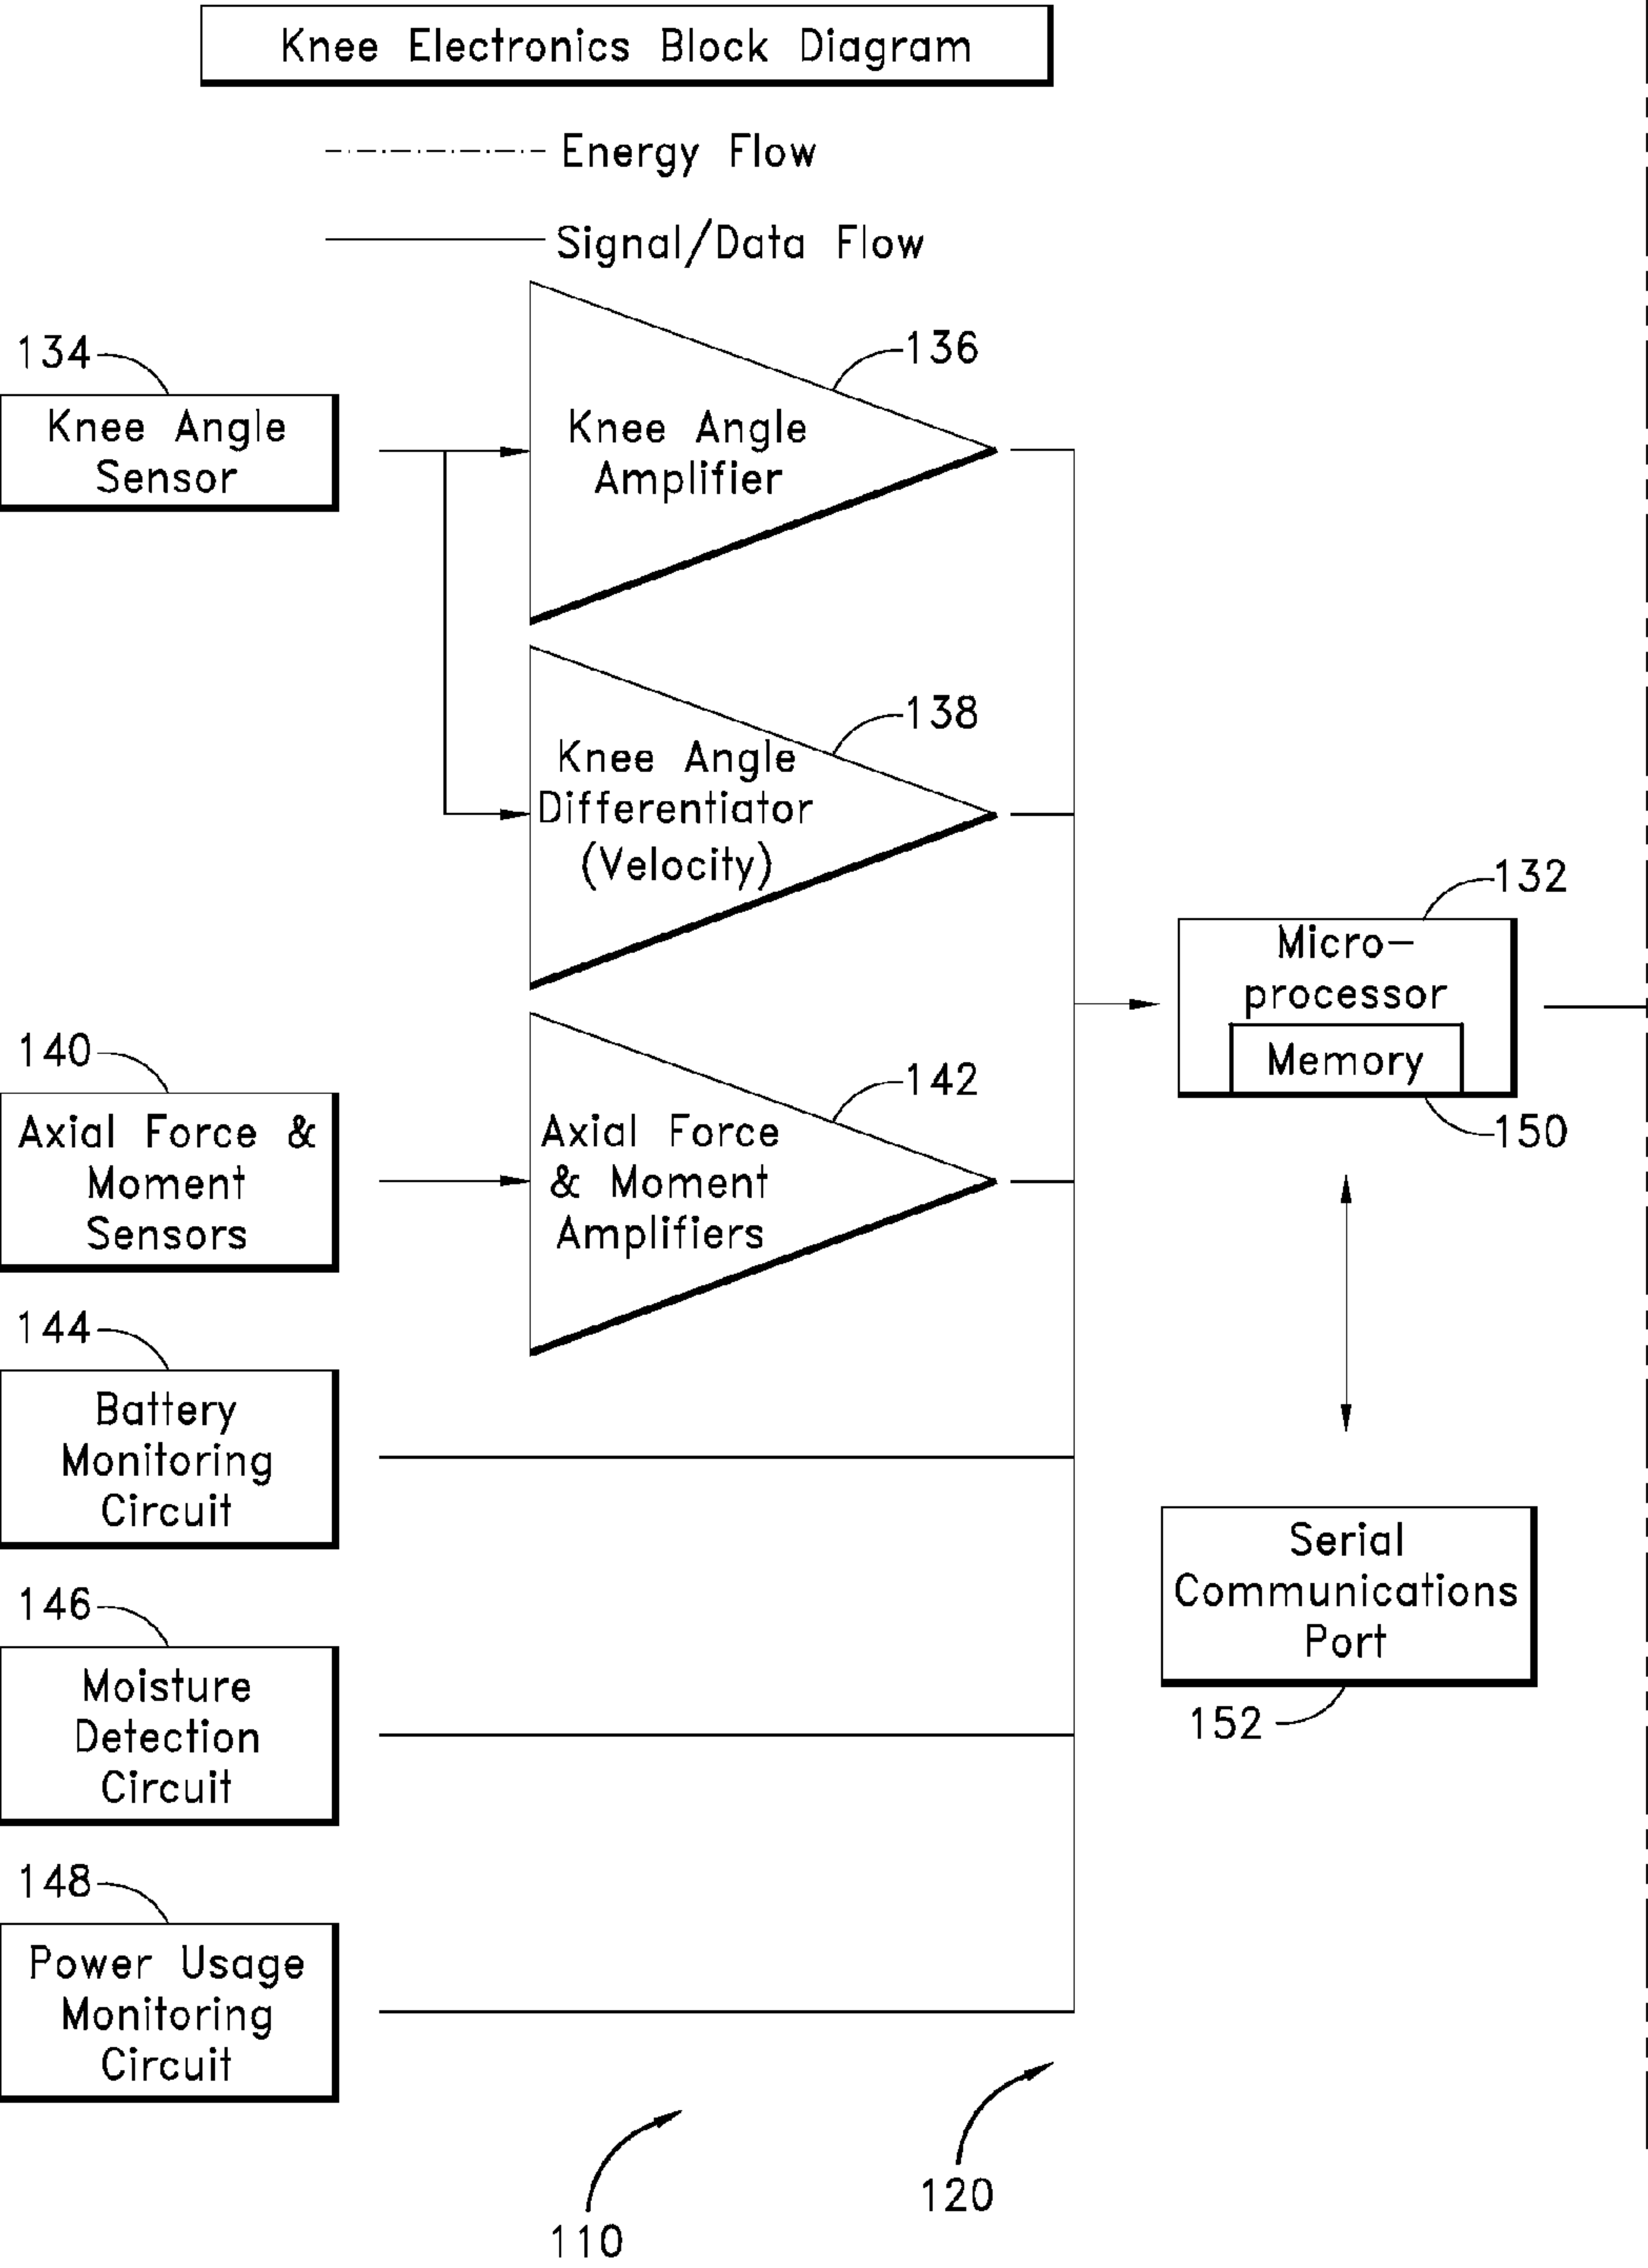 Knee Electronics Block Diagram
Energy Flow
Signal/Data Flow
134
136
Knee Angle
Sensor
Knee Angle
Amplifier
138
Knee Angle
Differentiator
(Velocity)
132
Micro-
processor
Memory
150
140
Axial Force &
Moment
Sensors
142
Axial Force
& Moment
Amplifiers
144
Battery
Monitoring
Circuit
Serial
Communications
Port
152
146
Moisture
Detection
Circuit
148
Power Usage
Monitoring
Circuit
110
120